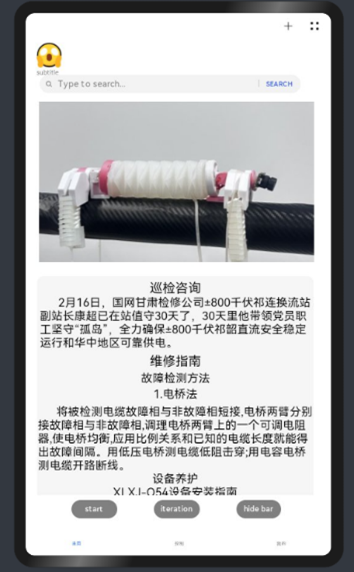 subtitle
Type to search...
SEARCH
巡检咨询
2月16日，国网甘肃检修公司±800千伏祁连换流站
副站长康超已在站值守30天了，30天里他带领党员职
工坚守“孤岛”，全力确保±800千伏祁韶直流安全稳定
运行和华中地区可靠供电。
维修指南
故障检测方法
1.电桥法
将被检测电缆故障相与非故障相短接,电桥两臂分别
接故障相与非故障相,调理电桥两臂上的一个可调电阻
器,使电桥均衡,应用比例关系和已知的电缆长度就能得
出故障间隔。用低压电桥测电缆低阻击穿;用电容电桥
测电缆开路断线。
设备养护
XLXJ-O54设备安装指南
start
iteration
hide bar